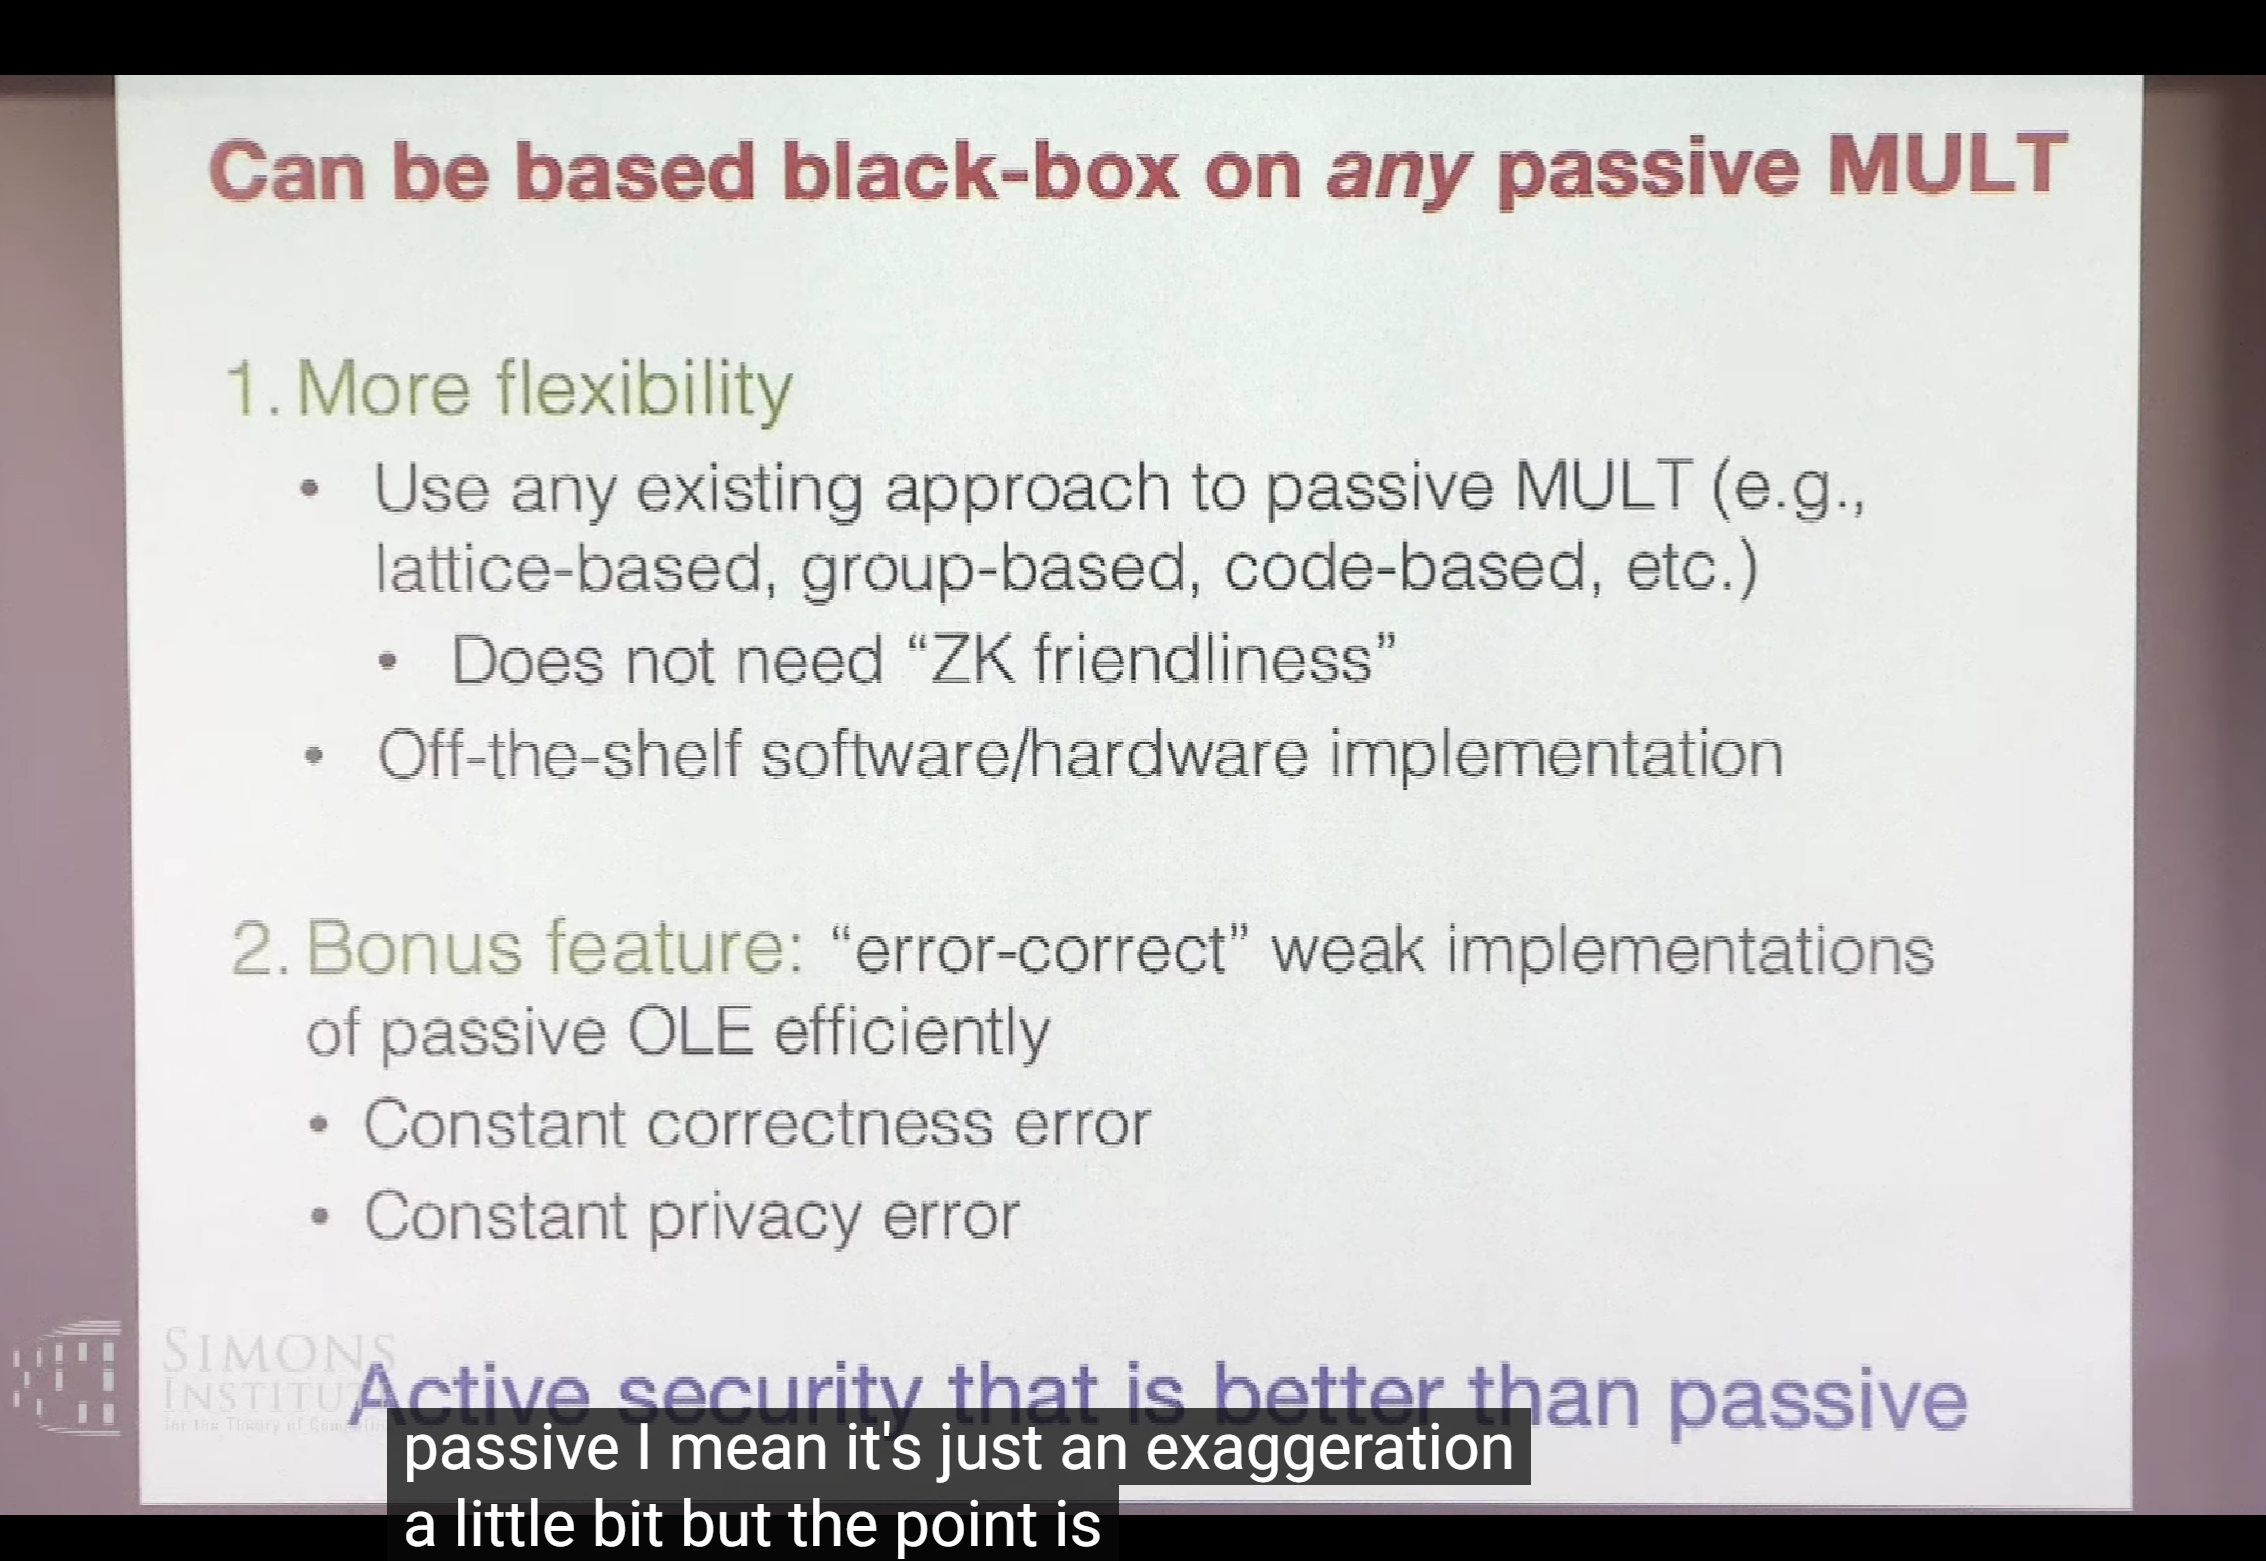 Can be based black-box on any passive MULT
1. More flexibility
• Use any existing approach to passive MULT (e.g.,
lattice-based, group-based, code-based, etc.)
• Does not need “ZK friendliness”
• Off-the-shelf software/hardware implementation
2. Bonus feature: “error-correct” weak implementations
of passive OLE efficiently
• Constant correctness error
• Constant privacy error
Active security that is better than passive
SIMONS
INSTITUTE
for the Theory of
passive I mean it's just an exaggeration
a little bit but the point is